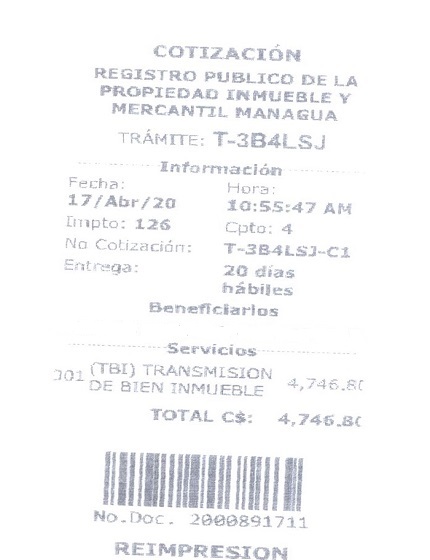 COTIZACIÓN
REGISTRO PUBLICO DE LA
PROPIEDAD INMUEBLE Y
MERCANTIL MANAGUA
TRÁMITE: T-3B4LSJ
Información
Fecha: Hora:
17/Abr/20 10:55:47 AM
Impto: 126 Cpto: 4
No Cotización: T-3B4LSJ-C1
Entrega: 20 días
hábiles
Beneficiarios
Servicios
001 (TBI) TRANSMISION
DE BIEN INMUEBLE 4,746.80
TOTAL C$: 4,746.80
No.Doc. 2000891711
REIMPRESION